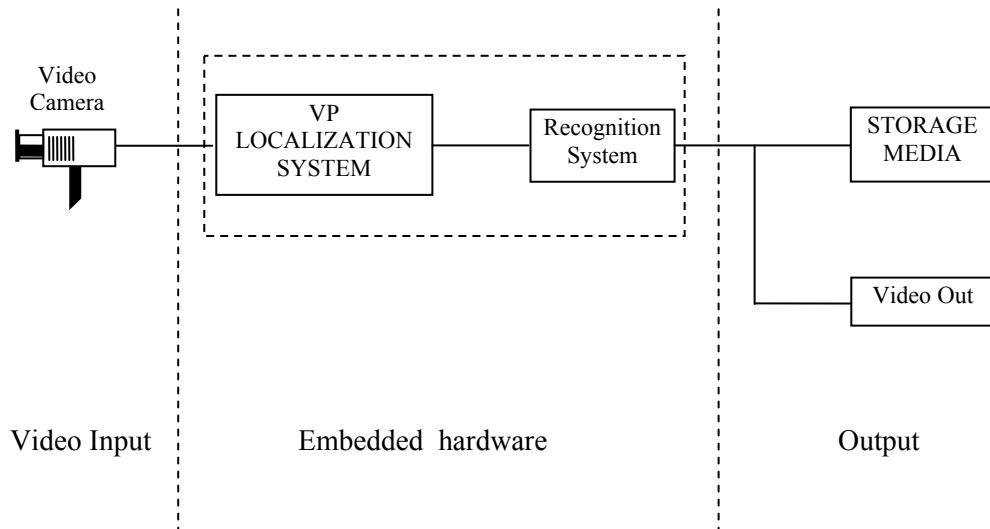 Video
Camera
VP
LOCALIZATION
SYSTEM
Recognition
System
STORAGE
MEDIA
Video Out
Video Input
Embedded hardware
Output